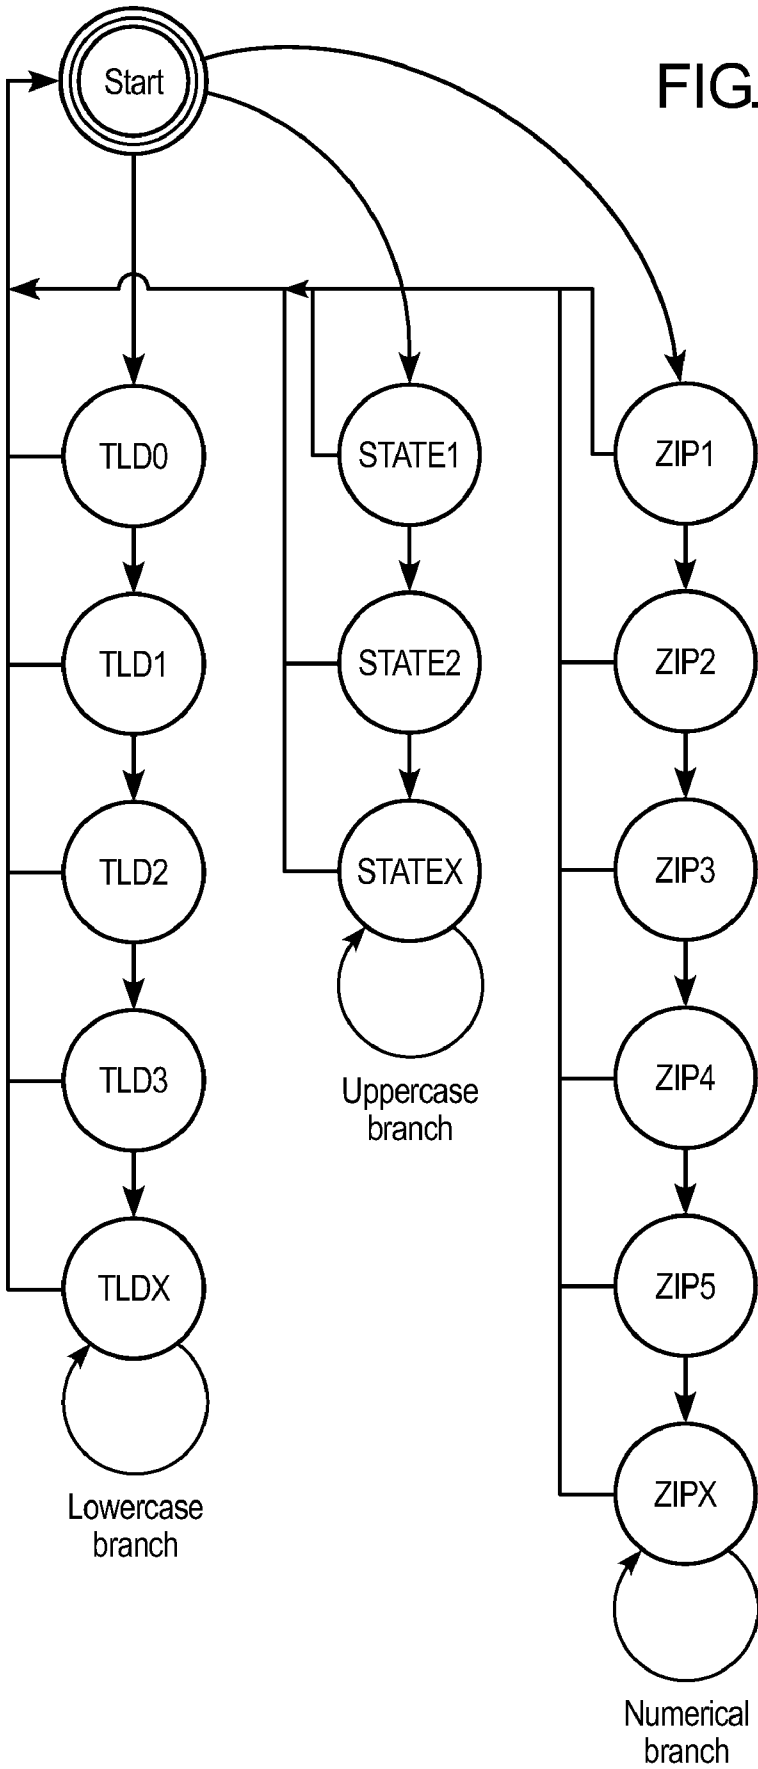 Start
FIG.
TLD0
STATE1
ZIP1
TLD1
STATE2
ZIP2
TLD2
STATEX
ZIP3
TLD3
ZIP4
Uppercase
branch
TLDX
ZIP5
Lowercase
branch
ZIPX
Numerical
branch